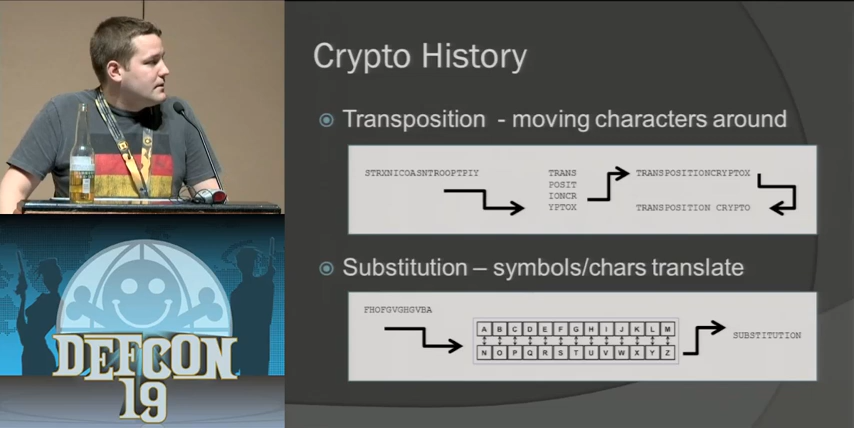 Crypto History
Transposition - moving characters around
STRXNICOASNTROOPTPIY
TRANS
POSIT
IONCR
YPTOX
TRANSPOSITIONCRYPTOX
TRANSPOSITION CRYPTO
Substitution – symbols/chars translate
FHOFGVGHGVBA
A B C D E F G H I J K L M
N O P Q R S T U V W X Y Z
SUBSTITUTION
DEFCON
19